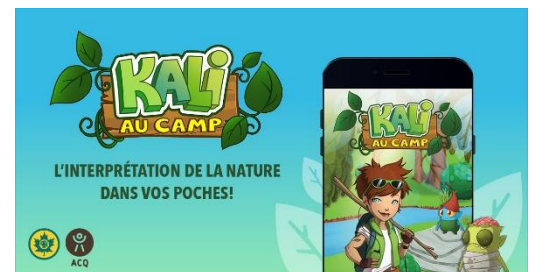 KALI
AU CAMP
L'INTERPRÉTATION DE LA NATURE
DANS VOS POCHES!
ACQ
KALI
AU CAMP